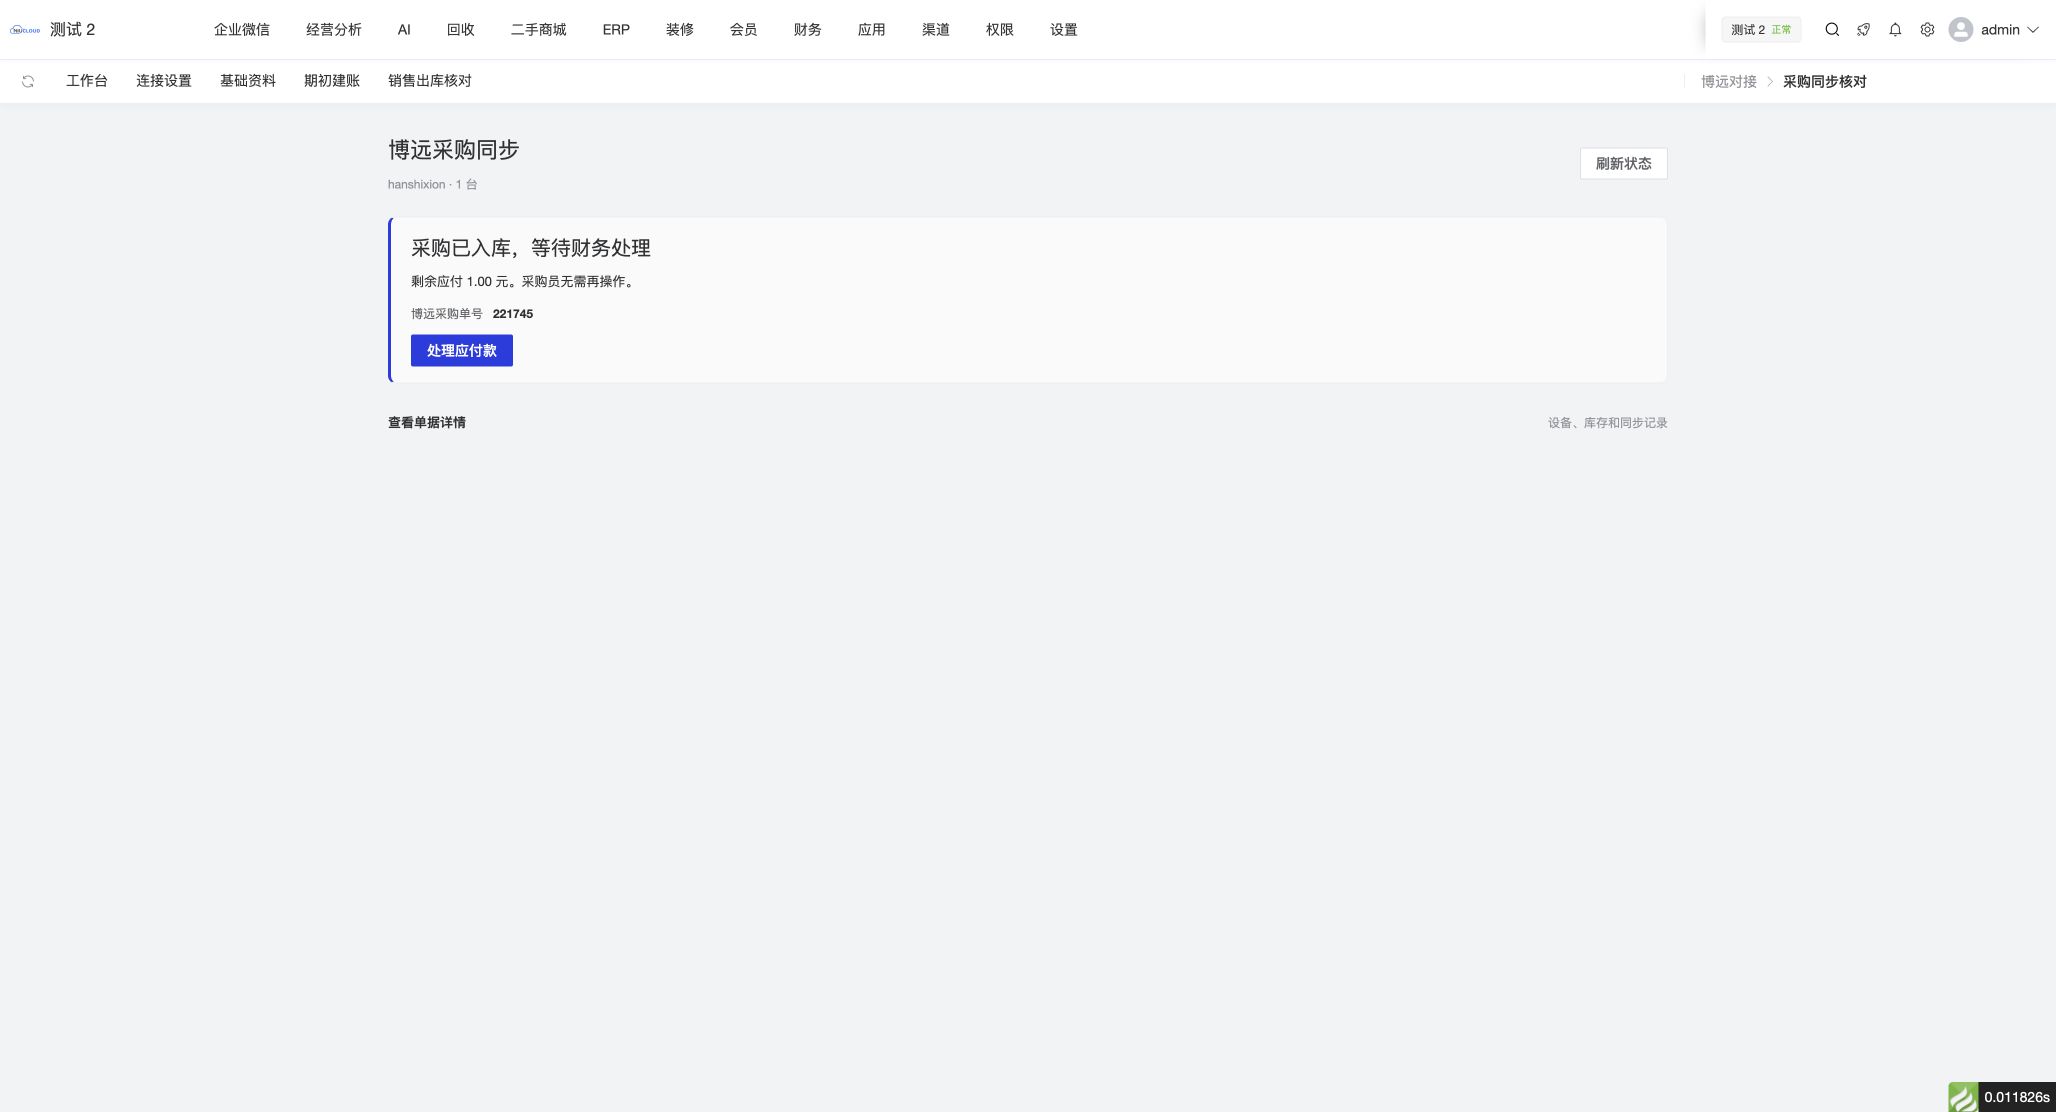 NIUCLOUD 测试 2 企业微信 经营分析 AI 回收 二手商城 ERP 装修 会员 财务 应用 渠道 权限 设置 测试 2 正常 admin
工作台 连接设置 基础资料 期初建账 销售出库核对 博远对接 采购同步核对
博远采购同步
刷新状态
hanshixion · 1 台
采购已入库，等待财务处理
剩余应付 1.00 元。采购员无需再操作。
博远采购单号 221745
处理应付款
查看单据详情 设备、库存和同步记录
0.011826s